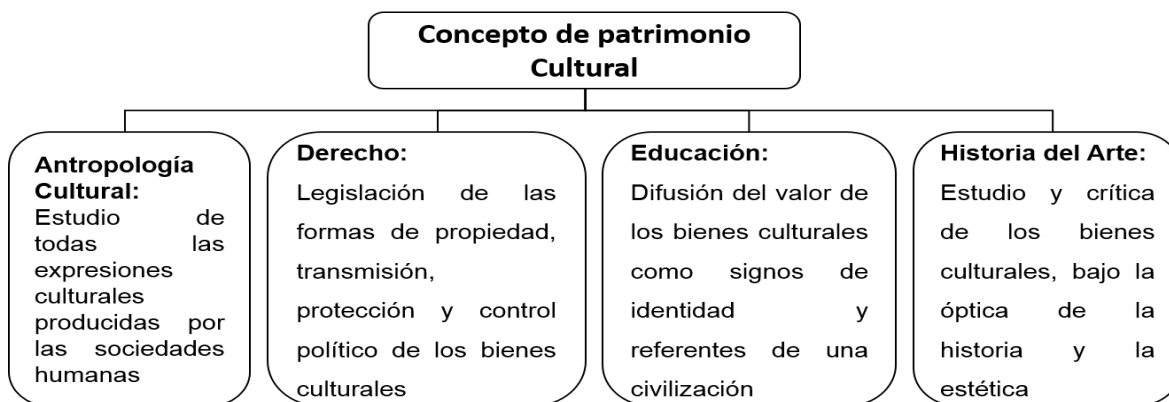 Concepto de patrimonio
Cultural
Antropología
Cultural:
Estudio de
todas las
expresiones
culturales
producidas por
las sociedades
humanas
Derecho:
Legislación de las
formas de propiedad,
transmisión,
protección y control
político de los bienes
culturales
Educación:
Difusión del valor de
los bienes culturales
como signos de
identidad y
referentes de una
civilización
Historia del Arte:
Estudio y crítica
de los bienes
culturales, bajo la
óptica de la
historia y la
estética